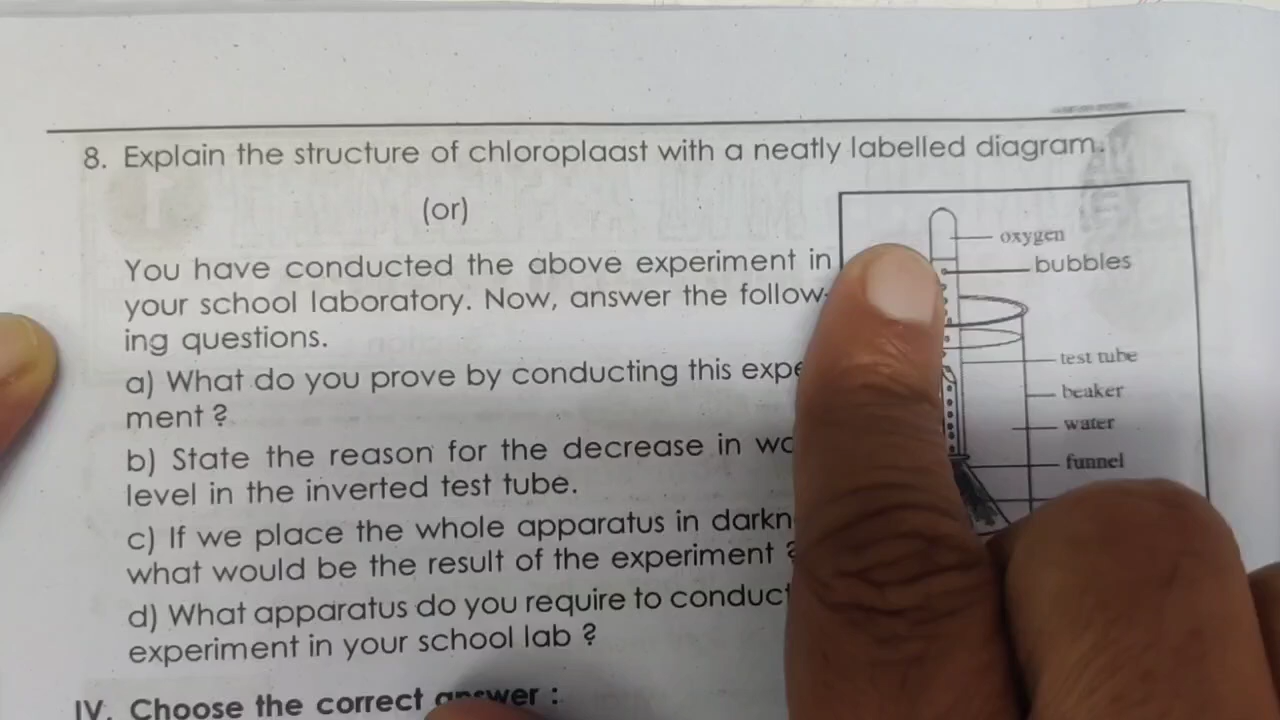 8. Explain the structure of chloroplaast with a neatly labelled diagram.
(or)
You have conducted the above experiment in
your school laboratory. Now, answer the follow-
ing questions.
a) What do you prove by conducting this expe
ment ?
b) State the reason for the decrease in
level in the inverted test tube.
c) If we place the whole apparatus in darkn
what would be the result of the experiment ?
d) What apparatus do you require to conduct
experiment in your school lab ?
IV. Choose the correct answer :
oxygen
bubbles
test tube
beaker
water
funnel